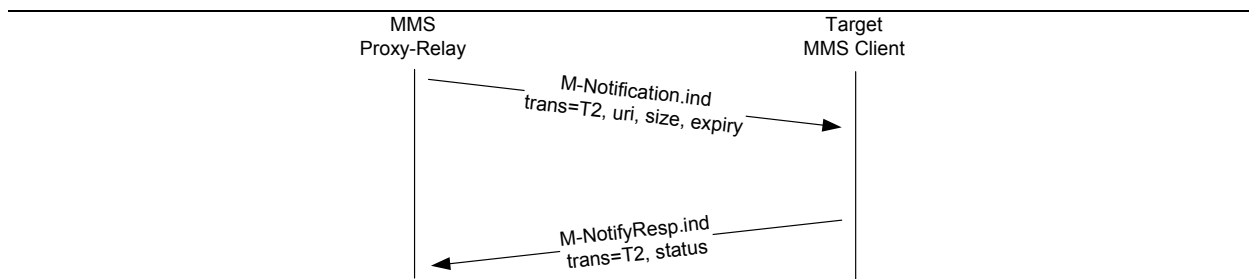 MMS
Proxy-Relay
Target
MMS Client
M-Notification.ind
trans=T2, uri, size, expiry
M-NotifyResp.ind
trans=T2, status